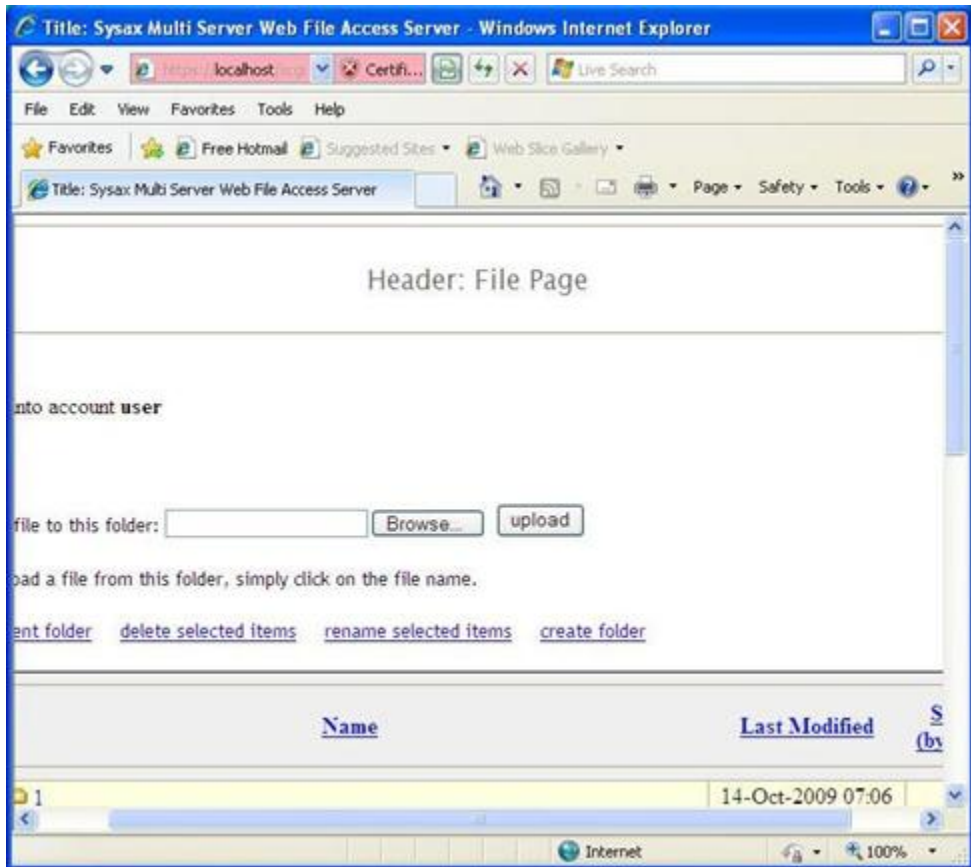 Title: Sysax Multi Server Web File Access Server - Windows Internet Explorer
https://localhost Certifi... Live Search
File Edit View Favorites Tools Help
Favorites Free Hotmail Suggested Sites Web Slice Gallery
Title: Sysax Multi Server Web File Access Server Page Safety Tools »
Header: File Page
nto account user
file to this folder: Browse... upload
oad a file from this folder, simply click on the file name.
ent folder delete selected items rename selected items create folder
Name Last Modified S
(by
1 14-Oct-2009 07:06
Internet 100%